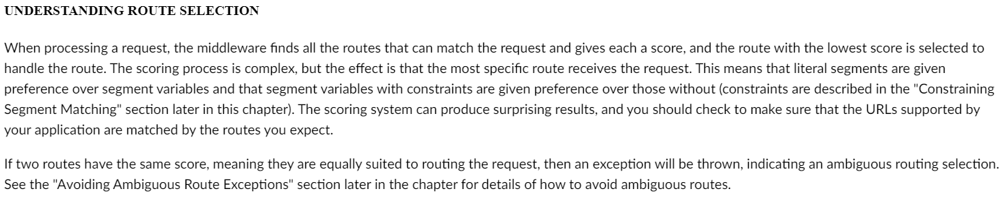 UNDERSTANDING ROUTE SELECTION
When processing a request, the middleware finds all the routes that can match the request and gives each a score, and the route with the lowest score is selected to
handle the route. The scoring process is complex, but the effect is that the most specific route receives the request. This means that literal segments are given
preference over segment variables and that segment variables with constraints are given preference over those without (constraints are described in the "Constraining
Segment Matching" section later in this chapter). The scoring system can produce surprising results, and you should check to make sure that the URLs supported by
your application are matched by the routes you expect.
If two routes have the same score, meaning they are equally suited to routing the request, then an exception will be thrown, indicating an ambiguous routing selection.
See the "Avoiding Ambiguous Route Exceptions" section later in the chapter for details of how to avoid ambiguous routes.